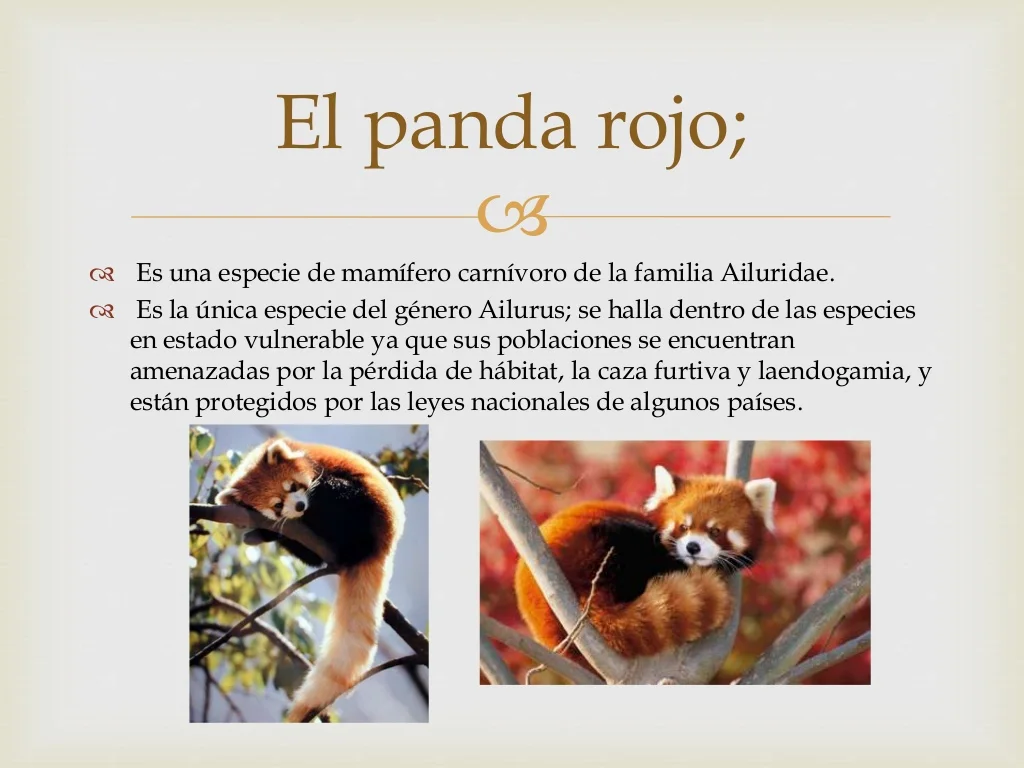 El panda rojo;
Es una especie de mamífero carnívoro de la familia Ailuridae.
Es la única especie del género Ailurus; se halla dentro de las especies
en estado vulnerable ya que sus poblaciones se encuentran
amenazadas por la pérdida de hábitat, la caza furtiva y laendogamia, y
están protegidos por las leyes nacionales de algunos países.